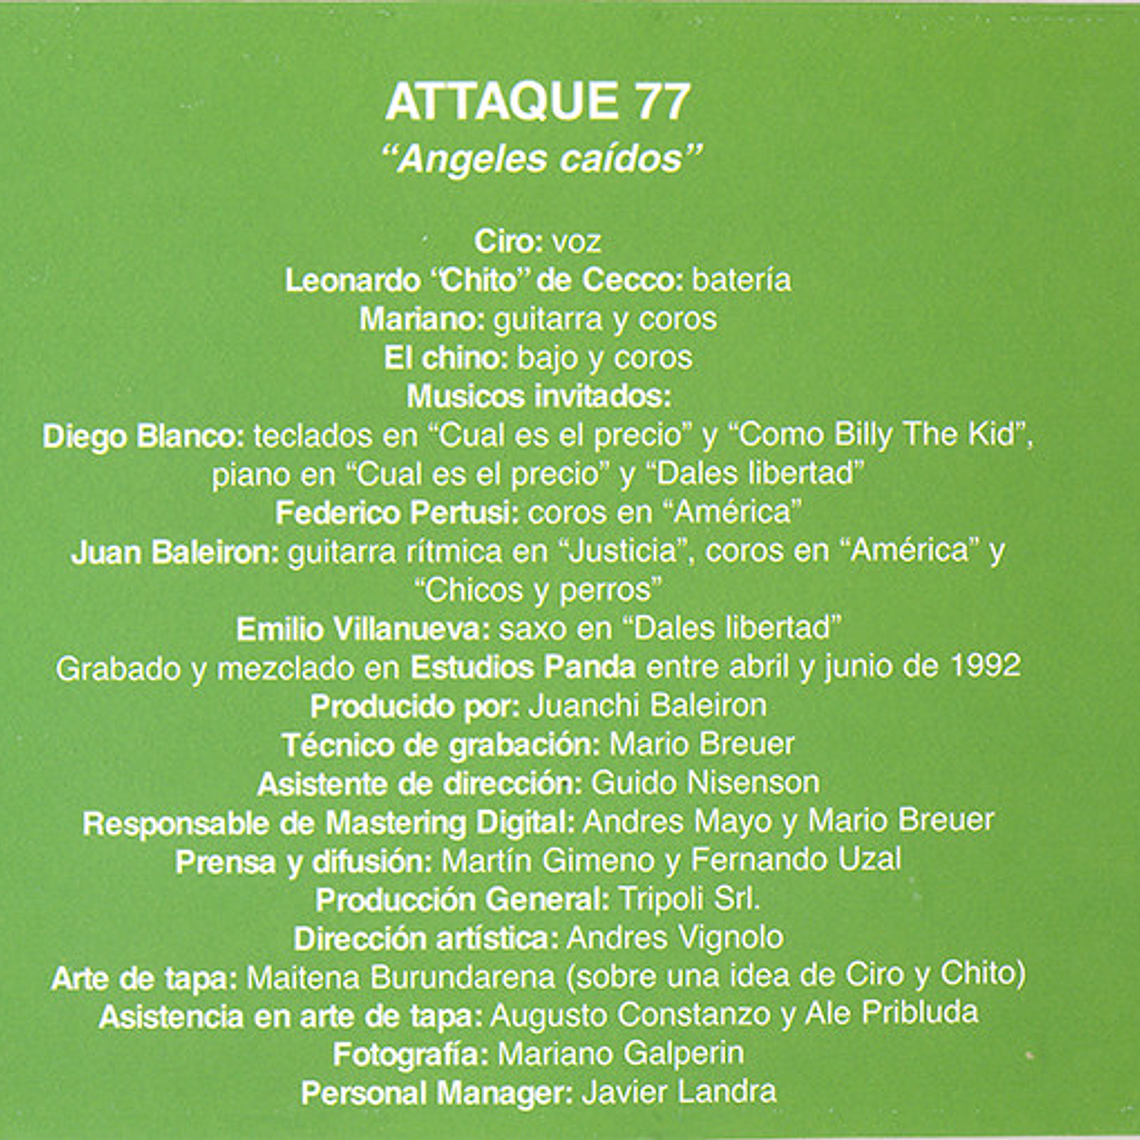 ATTAQUE 77
“Angeles caídos”
Ciro: voz
Leonardo “Chito” de Cecco: batería
Mariano: guitarra y coros
El chino: bajo y coros
Musicos invitados:
Diego Blanco: teclados en “Cual es el precio” y “Como Billy The Kid”,
piano en “Cual es el precio” y “Dales libertad”
Federico Pertusi: coros en “América”
Juan Baleiron: guitarra rítmica en “Justicia”, coros en “América” y
“Chicos y perros”
Emilio Villanueva: saxo en “Dales libertad”
Grabado y mezclado en Estudios Panda entre abril y junio de 1992
Producido por: Juanchi Baleiron
Técnico de grabación: Mario Breuer
Asistente de dirección: Guido Nisenson
Responsable de Mastering Digital: Andres Mayo y Mario Breuer
Prensa y difusión: Martín Gimeno y Fernando Uzal
Producción General: Tripoli Srl.
Dirección artística: Andres Vignolo
Arte de tapa: Maitena Burundarena (sobre una idea de Ciro y Chito)
Asistencia en arte de tapa: Augusto Constanzo y Ale Pribluda
Fotografía: Mariano Galperin
Personal Manager: Javier Landra